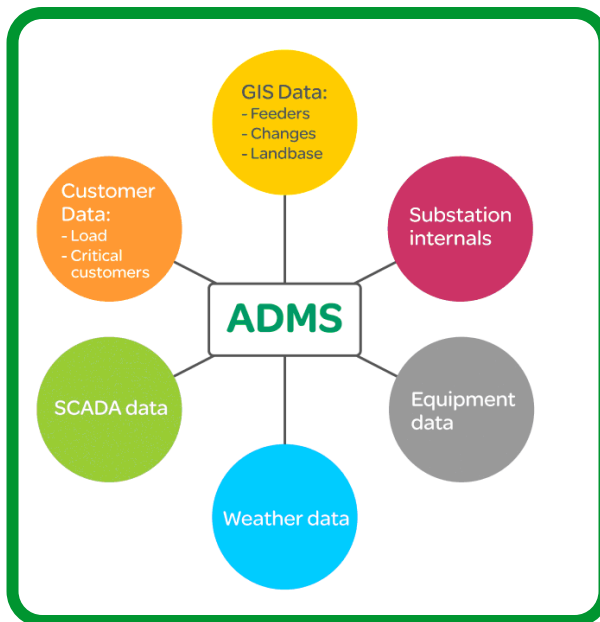 GIS Data:
- Feeders
- Changes
- Landbase
Customer
Data:
- Load
- Critical
customers
Substation
internals
ADMS
SCADA data
Equipment
data
Weather data